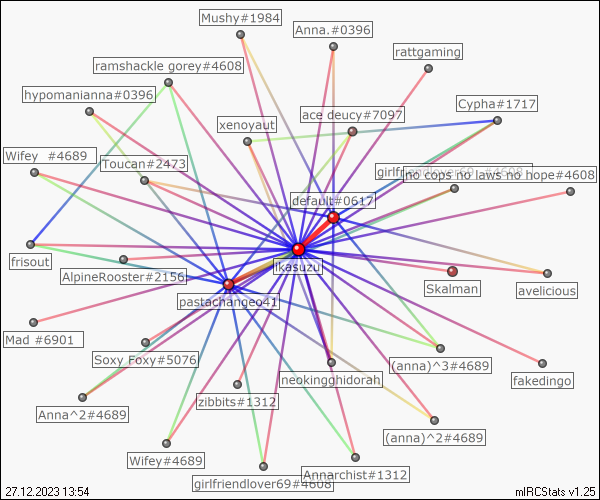 Mushy#1984
Anna.#0396
rattgaming
ramshackle gorey#4608
hypomanianna#0396
ace deucy#7097
Cypha#1717
xenoyaut
Wifey_#4689
Toucan#2473
no cops no laws no hope#4608
default#0617
frisout
ikasuzu
AlpineRooster#2156
Skalman
avelicious
pastachangeo41
Mad #6901
Soxy Foxy#5076
(anna)^3#4689
neokingghidorah
fakedingo
Anna^2#4689
zibbits#1312
(anna)^2#4689
Wifey#4689
Annarchist#1312
girlfriendlover69#4608
27.12.2023 13:54
mIRCStats v1.25